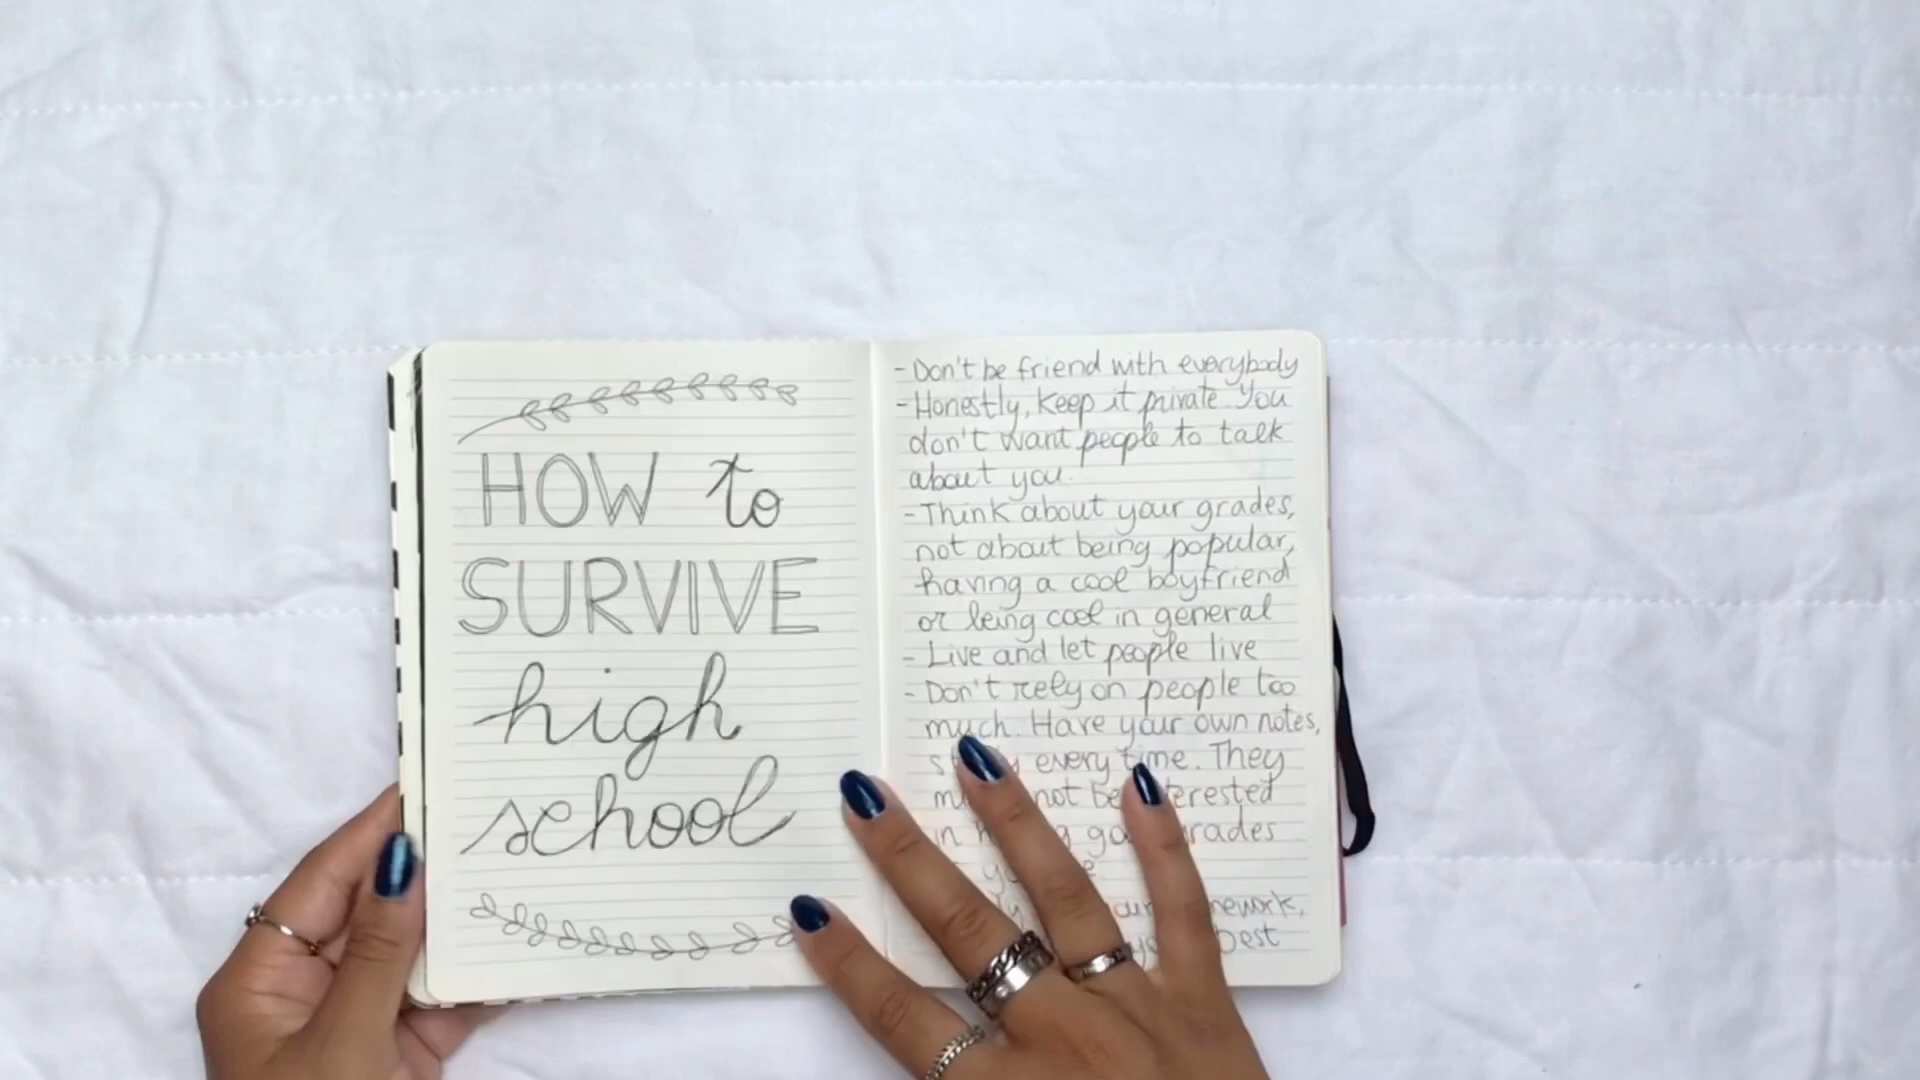 HOW to
SURVIVE
high
school
- Don't be friend with everybody
- Honestly, keep it private. You
don't want people to talk
about you.
- Think about your grades,
not about being popular,
having a cool boyfriend
or being cool in general
- Live and let people live
- Don't rely on people too
much. Have your own notes,
every time. They
not be
in grades
best